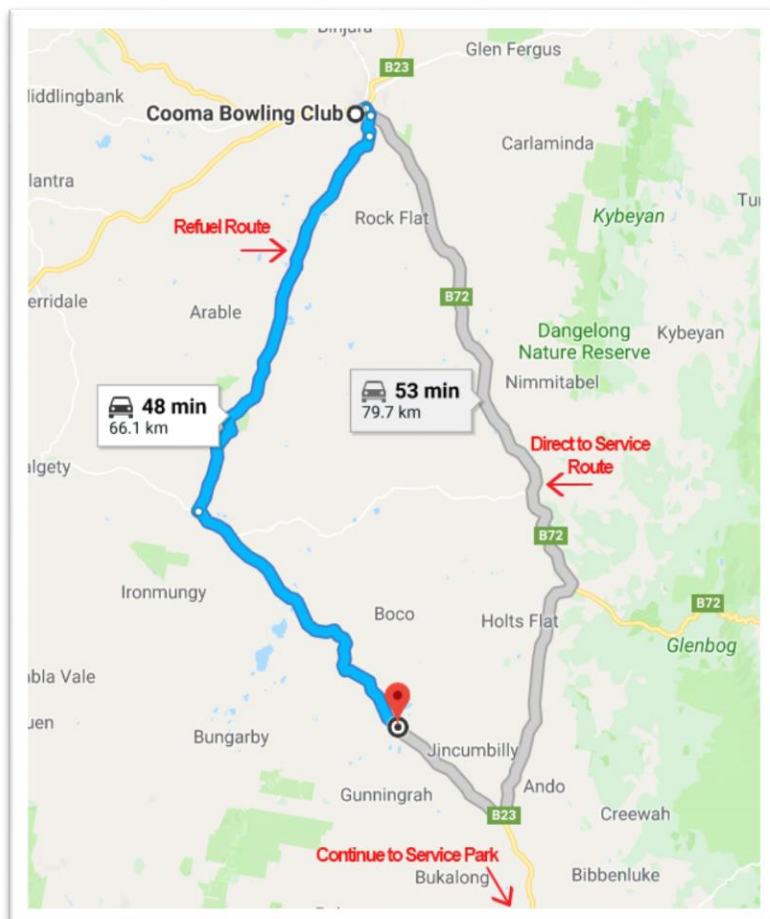 Binjura
Glen Fergus
B23
Middlingbank
Cooma Bowling Club
Carlaminda
Kybeyan
Rock Flat
Refuel Route
B72
Arable
Dangelong
Nature Reserve
Kybeyan
48 min
66.1 km
53 min
79.7 km
Nimmitabel
Direct to Service
Route
B72
Ironmungy
Boco
Holts Flat
B72
Glenbog
Bungarby
Jincumbilly
Gunningrah
Ando
B23
Creewah
Continue to Service Park
Bukalong
Bibbenluke